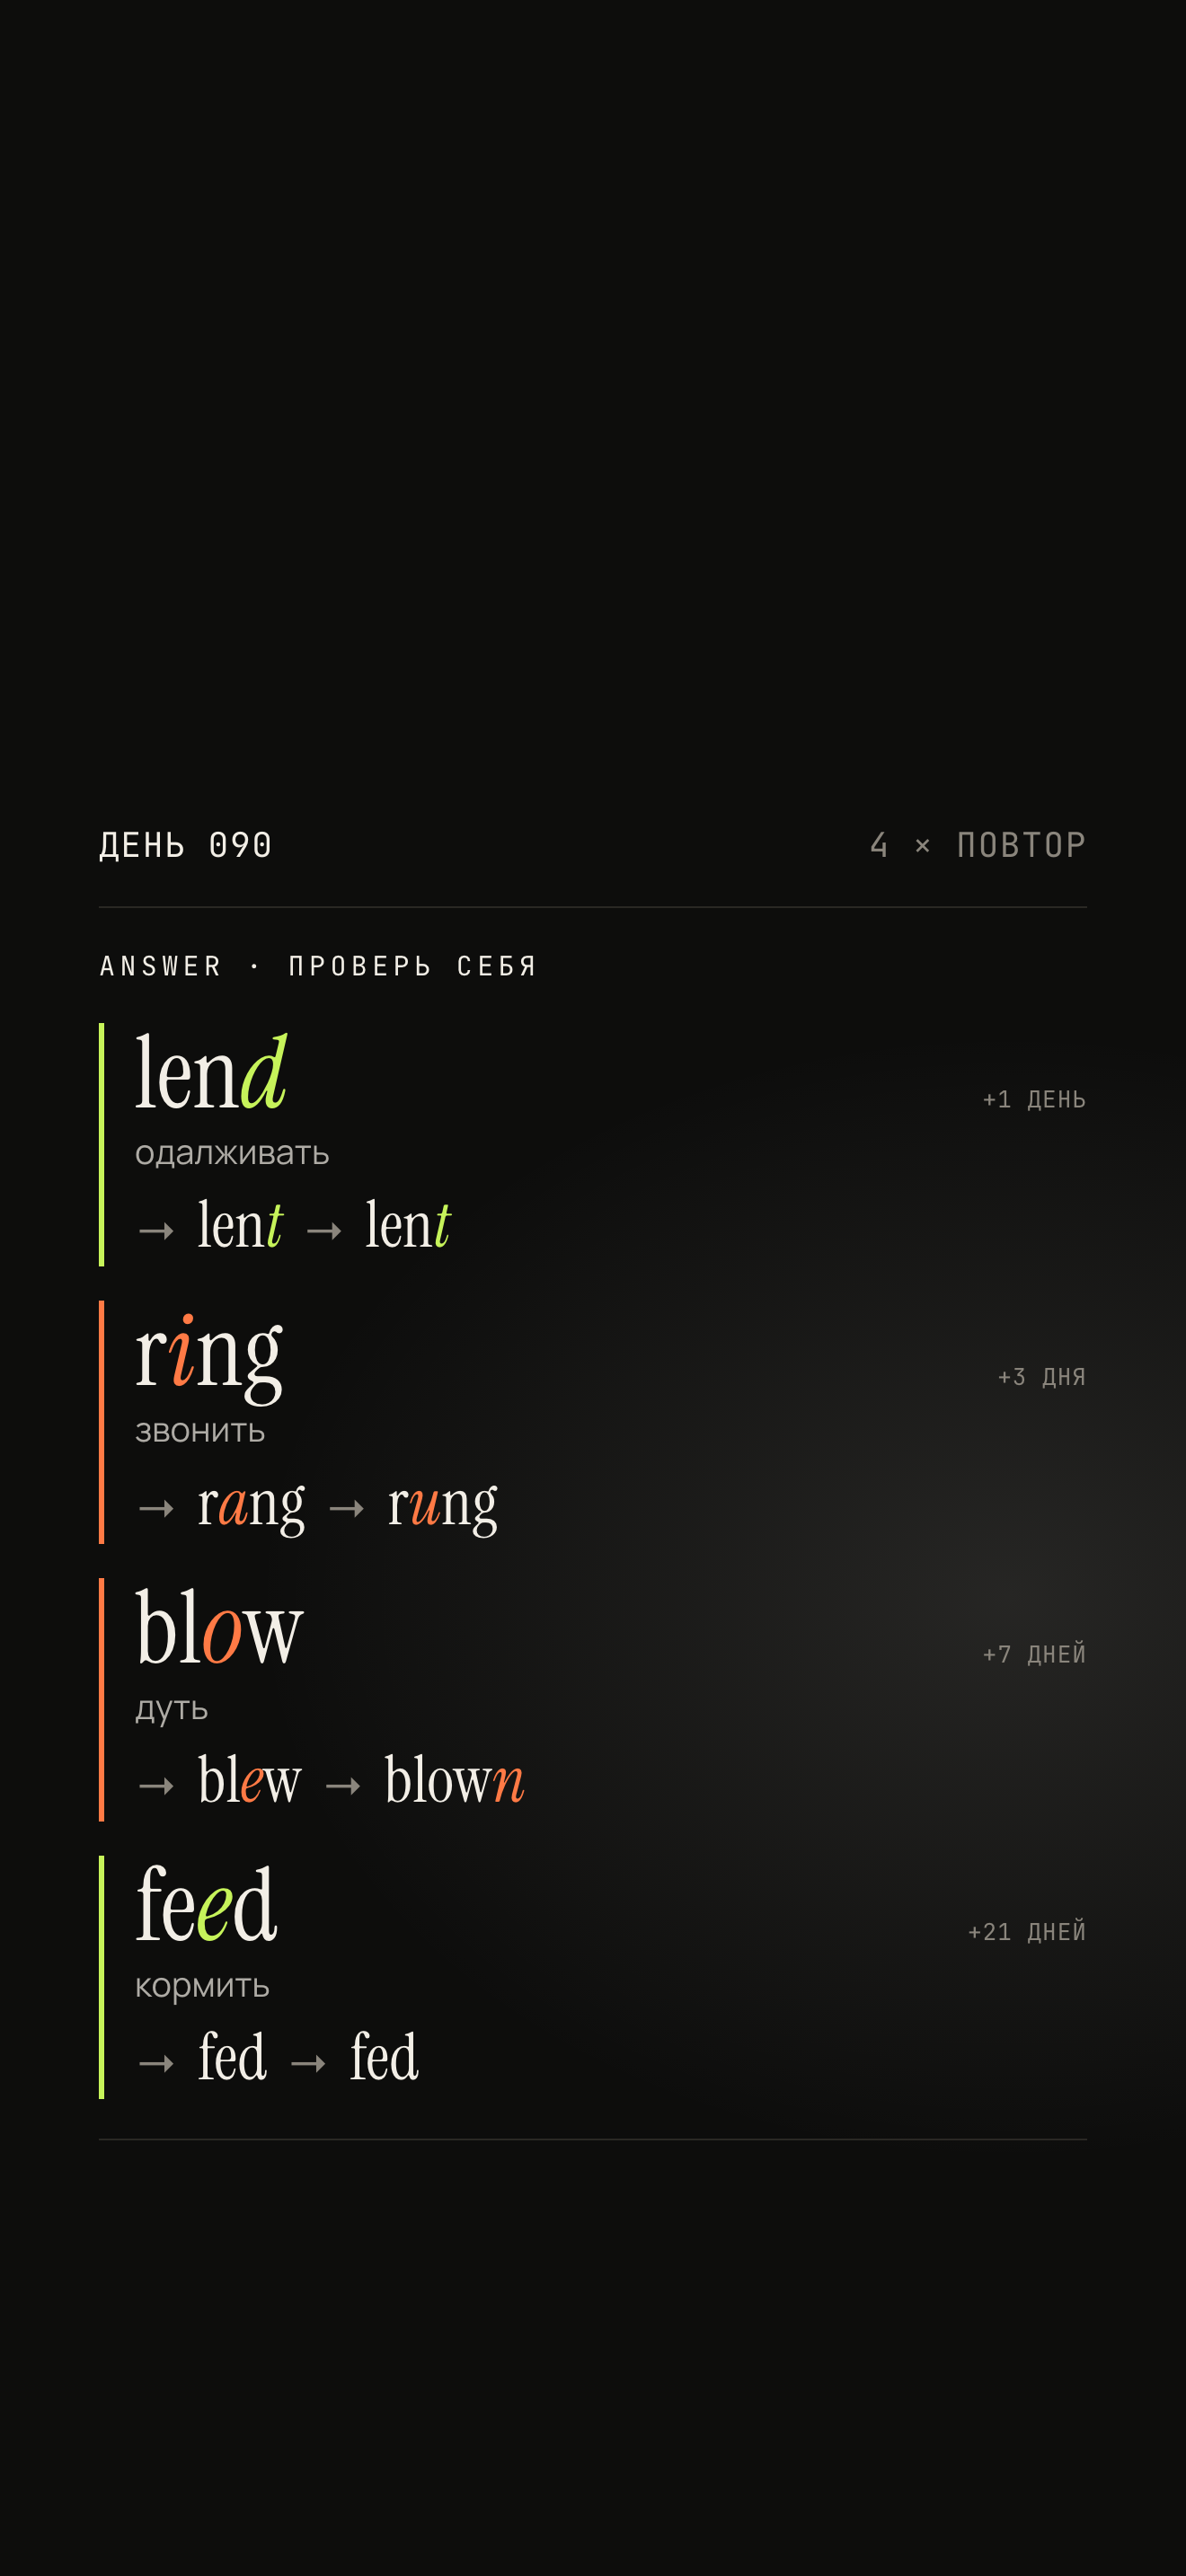 ДЕНЬ 090 4 × ПОВТОР
ANSWER · ПРОВЕРЬ СЕБЯ
lend
+1 ДЕНЬ
одалживать
→ lent → lent
ring
+3 ДНЯ
звонить
→ rang → rung
blow
+7 ДНЕЙ
дуть
→ blew → blown
feed
+21 ДНЕЙ
кормить
→ fed → fed